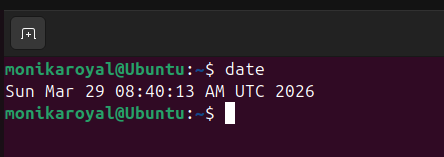 monikaroyal@Ubuntu:~$ date
Sun Mar 29 08:40:13 AM UTC 2026
monikaroyal@Ubuntu:~$